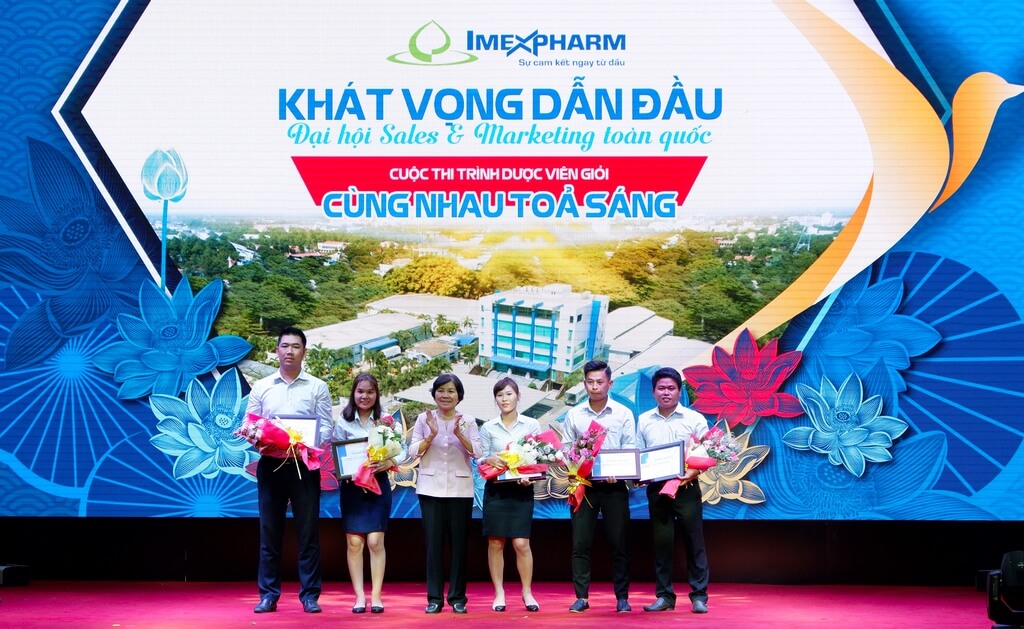 IMEXPHARM
Sự cam kết ngay từ đầu
KHÁT VỌNG DẪN ĐẦU
Đại hội Sales & Marketing toàn quốc
CUỘC THI TRÌNH DƯỢC VIÊN GIỎI
CÙNG NHAU TOẢ SÁNG